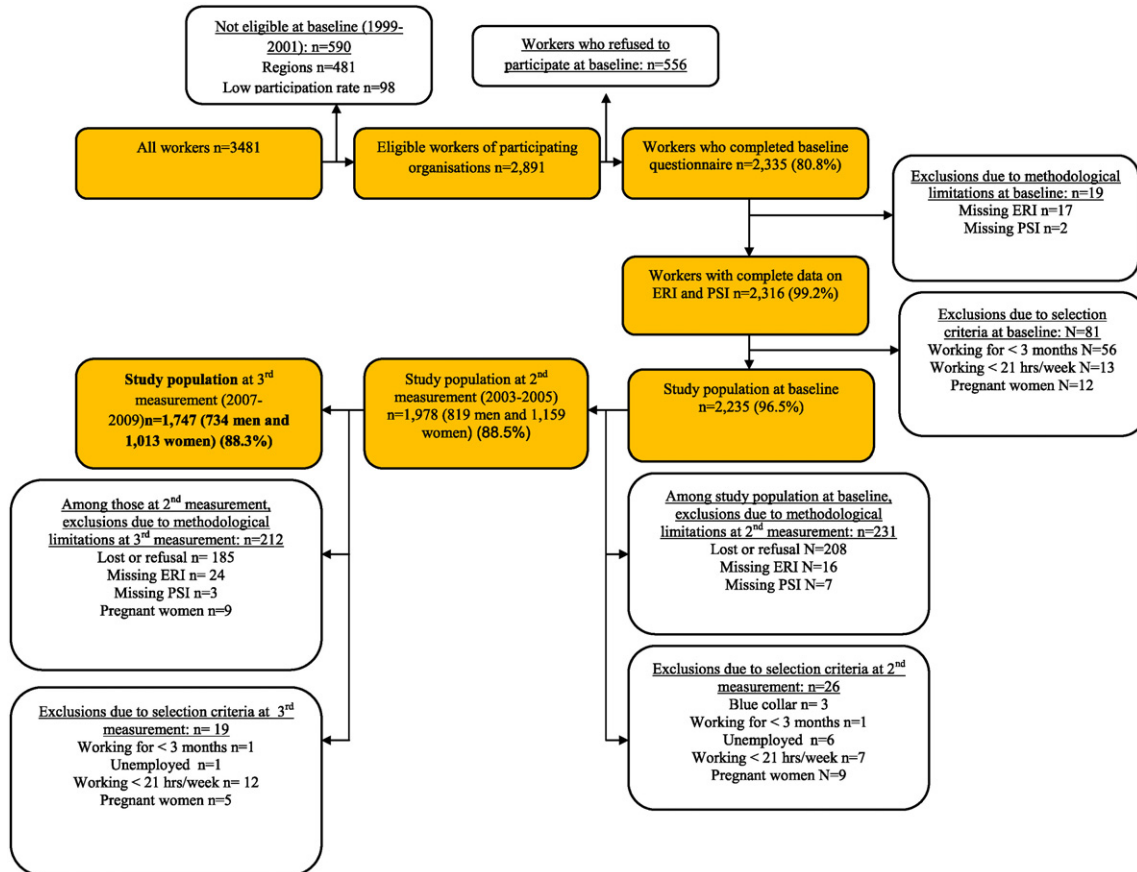 Not eligible at baseline (1999-
2001): n=590
Regions n=481
Low participation rate n=98
Workers who refused to
participate at baseline: n=556
All workers n=3481
Eligible workers of participating
organisations n=2,891
Workers who completed baseline
questionnaire n=2,335 (80.8%)
Exclusions due to methodological
limitations at baseline: n=19
Missing ERI n=17
Missing PSI n=2
Workers with complete data on
ERI and PSI n=2,316 (99.2%)
Exclusions due to selection
criteria at baseline: N=81
Working for < 3 months N=56
Working < 21 hrs/week N=13
Pregnant women N=12
Study population at 3rd
measurement (2007-
2009)n=1,747 (734 men and
1,013 women) (88.3%)
Study population at 2nd
measurement (2003-2005)
n=1,978 (819 men and 1,159
women) (88.5%)
Study population at baseline
n=2,235 (96.5%)
Among those at 2nd measurement,
exclusions due to methodological
limitations at 3rd measurement: n=212
Lost or refusal n= 185
Missing ERI n= 24
Missing PSI n=3
Pregnant women n=9
Among study population at baseline,
exclusions due to methodological
limitations at 2nd measurement: n=231
Lost or refusal N=208
Missing ERI N=16
Missing PSI N=7
Exclusions due to selection criteria at 3rd
measurement: n= 19
Working for < 3 months n=1
Unemployed n=1
Working < 21 hrs/week n= 12
Pregnant women n=5
Exclusions due to selection criteria at 2nd
measurement: n=26
Blue collar n= 3
Working for < 3 months n=1
Unemployed n=6
Working < 21 hrs/week n=7
Pregnant women N=9